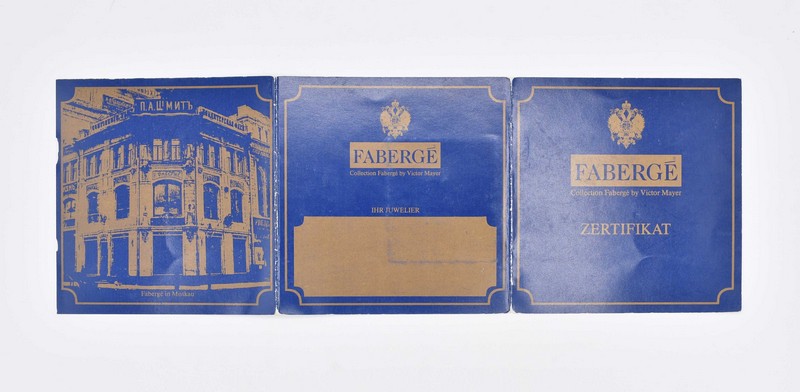 П.А.ШМИТЪ
Fabergé in Moskau
FABERGÉ
Collection Fabergé by Victor Mayer
IHR JUWELIER
FABERGÉ
Collection Fabergé by Victor Mayer
ZERTIFIKAT